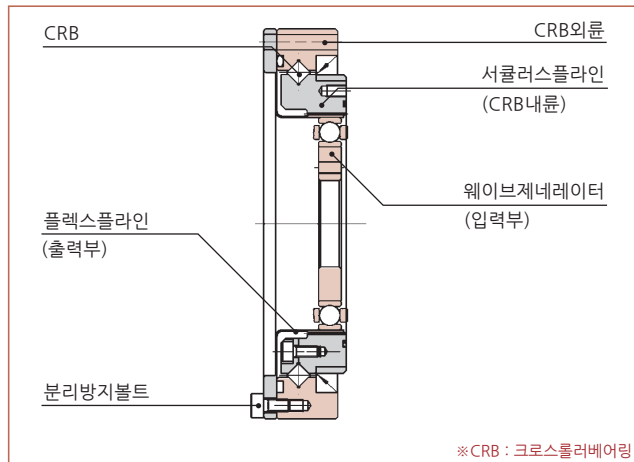 CRB
CRB외륜
서큘러스플라인
(CRB내륜)
웨이브제네레이터
(입력부)
플렉스플라인
(출력부)
분리방지볼트
※CRB : 크로스롤러베어링